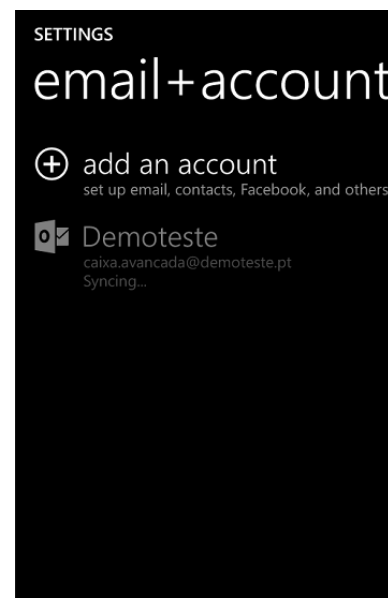 SETTINGS
email+account
add an account
set up email, contacts, Facebook, and others
Demoteste
caixa.avancada@demoteste.pt
Syncing...